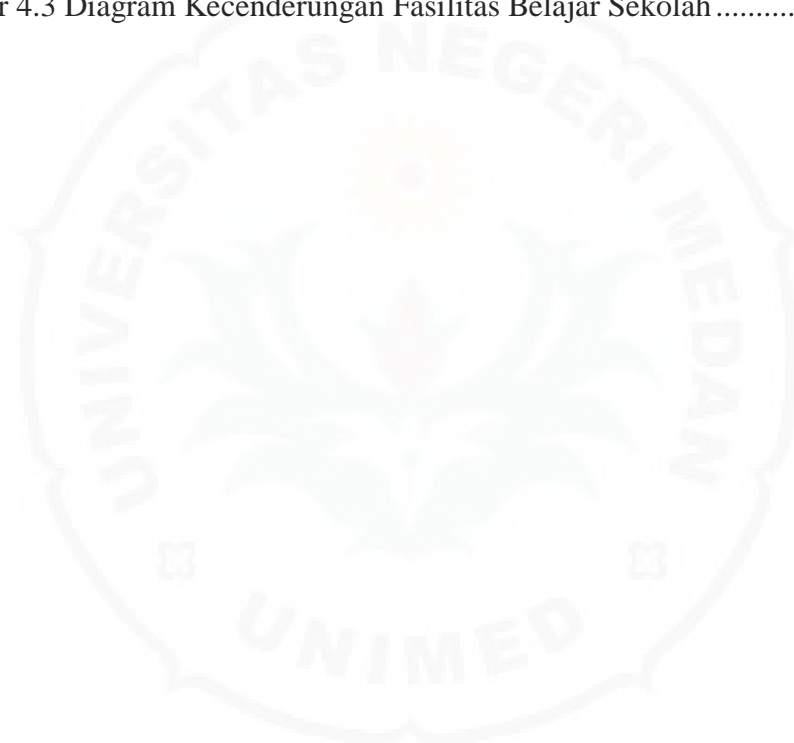 r 4.3 Diagram Kecenderungan Fasilitas Belajar Sekolah ..........
UNIVERSITAS NEGERI MEDAN
UNIMED